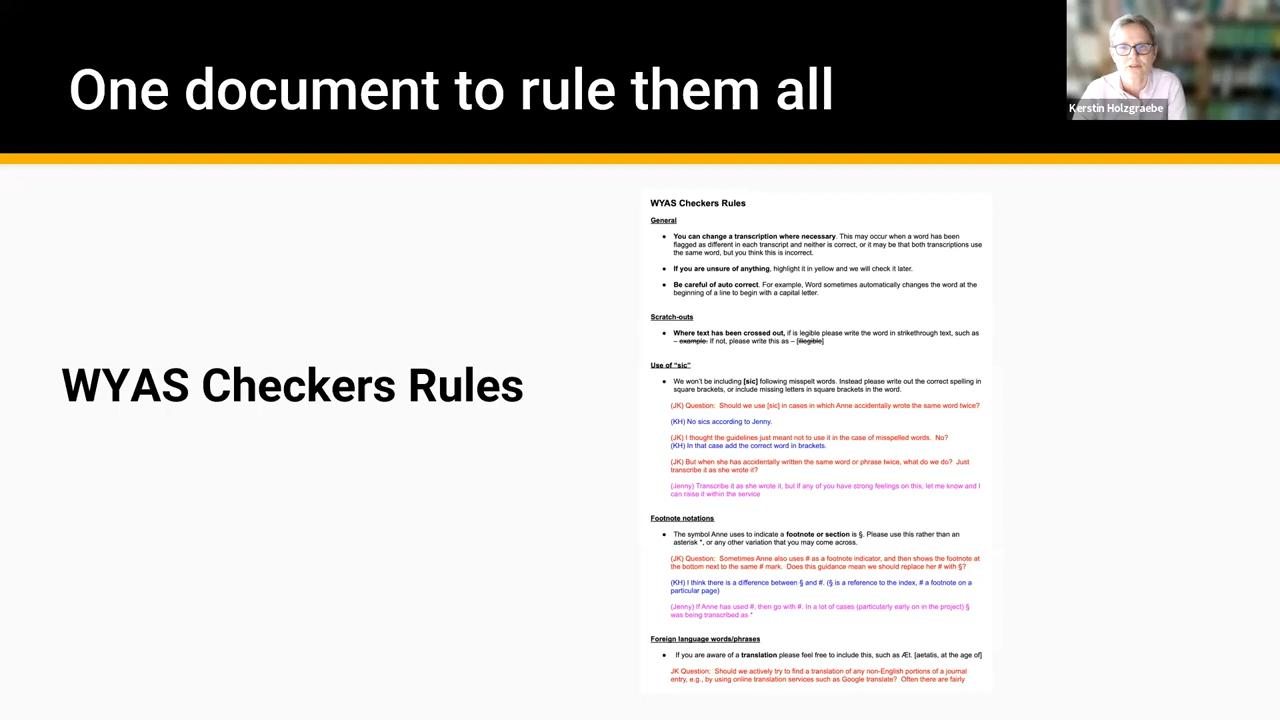 One document to rule them all
Kerstin Holzgraebe
WYAS Checkers Rules
WYAS Checkers Rules
General
● You can change a transcription where necessary. This may occur when a word has been
flagged as different in each transcript and neither is correct, or it may be that both transcriptions use
the same word, but you think this is incorrect.
● If you are unsure of anything, highlight it in yellow and we will check it later.
● Be careful of auto correct. For example, Word sometimes automatically changes the word at the
beginning of a line to begin with a capital letter.
Scratch-outs
● Where text has been crossed out, if is legible please write the word in strikethrough text, such as
– example. If not, please write this as – [illegible]
Use of “sic”
● We won’t be including [sic] following misspelt words. Instead please write out the correct spelling in
square brackets, or include missing letters in square brackets in the word.
(JK) Question: Should we use [sic] in cases in which Anne accidentally wrote the same word twice?
(KH) No sics according to Jenny.
(JK) I thought the guidelines just meant not to use it in the case of misspelled words. No?
(KH) In that case add the correct word in brackets.
(JK) But when she has accidentally written the same word or phrase twice, what do we do? Just
transcribe it as she wrote it?
(Jenny) Transcribe it as she wrote it, but if any of you have strong feelings on this, let me know and I
can raise it within the service
Footnote notations
● The symbol Anne uses to indicate a footnote or section is §. Please use this rather than an
asterisk *, or any other variation that you may come across.
(JK) Question: Sometimes Anne also uses # as a footnote indicator, and then shows the footnote at
the bottom next to the same # mark. Does this guidance mean we should replace her # with §?
(KH) I think there is a difference between § and #. (§ is a reference to the index, # a footnote on a
particular page)
(Jenny) If Anne has used #, then go with #. In a lot of cases (particularly early on in the project) §
was being transcribed as *
Foreign language words/phrases
● If you are aware of a translation please feel free to include this, such as Æt. [aetatis, at the age of]
JK Question: Should we actively try to find a translation of any non-English portions of a journal
entry, e.g., by using online translation services such as Google translate? Often there are fairly